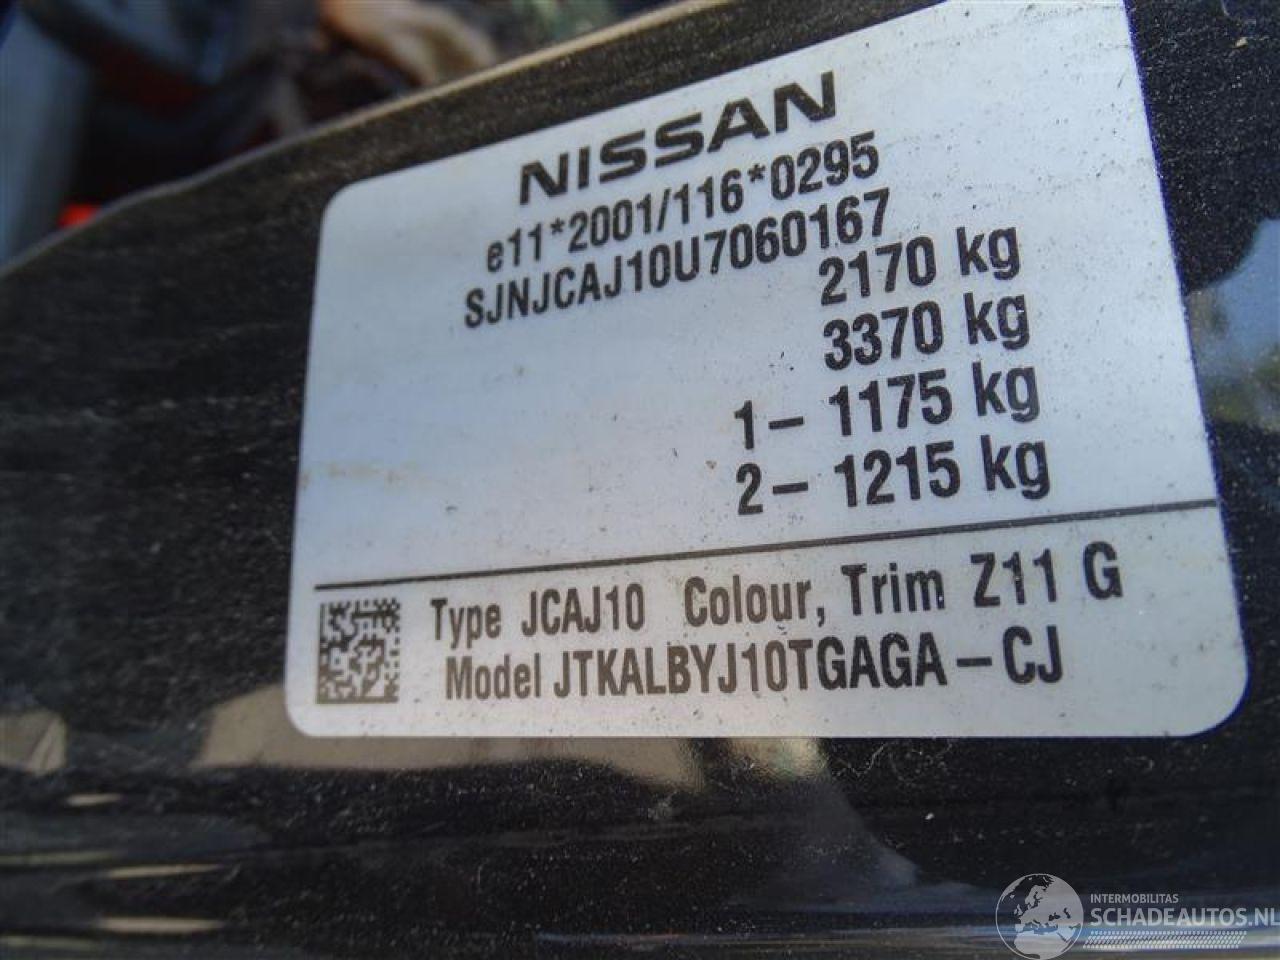 NISSAN
e11*2001/116*0295
SJNJCAJ10U7060167
2170 kg
3370 kg
1– 1175 kg
2– 1215 kg
Type JCAJ10 Colour, Trim Z11 G
Model JTKALBYJ10TGAGA – CJ
INTERMOBILITAS
SCHADEAUTOS.NL